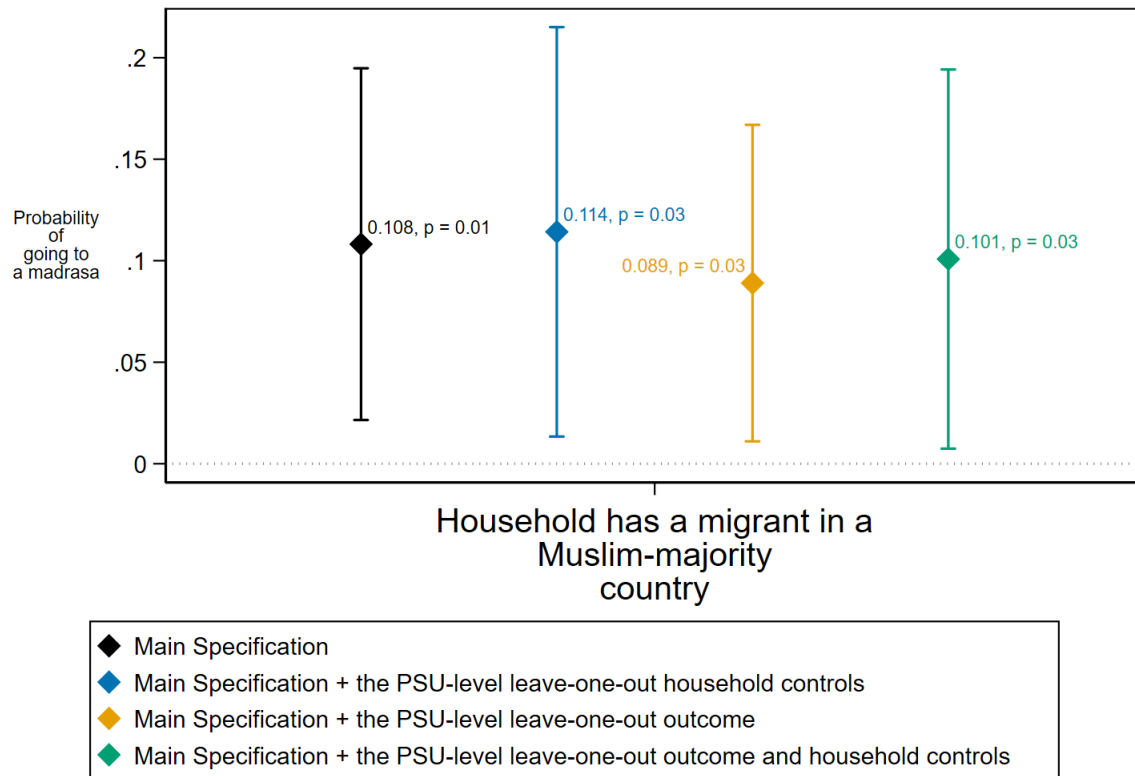 .2
.15
.1
.05
0
Probability
of
going to
a madrasa
0.108, p = 0.01
0.114, p = 0.03
0.089, p = 0.03
0.101, p = 0.03
Household has a migrant in a
Muslim-majority
country
Main Specification
Main Specification + the PSU-level leave-one-out household controls
Main Specification + the PSU-level leave-one-out outcome
Main Specification + the PSU-level leave-one-out outcome and household controls